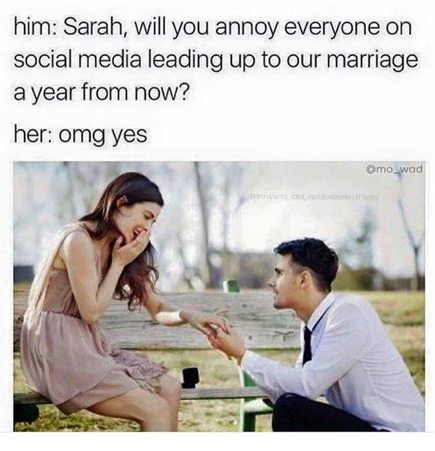 him: Sarah, will you annoy everyone on
social media leading up to our marriage
a year from now?
her: omg yes
@mo_wad